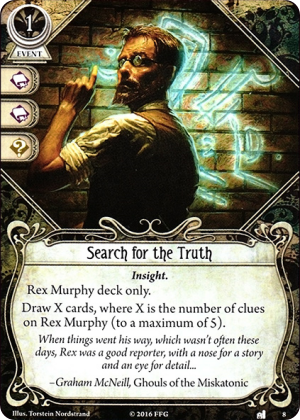 1
EVENT
Search for the Truth
Insight.
Rex Murphy deck only.
Draw X cards, where X is the number of clues
on Rex Murphy (to a maximum of 5).
When things went his way, which wasn't often these
days, Rex was a good reporter, with a nose for a story
and an eye for detail...
–Graham McNeill, Ghouls of the Miskatonic
Illus. Torstein Nordstrand
© 2016 FFG
8